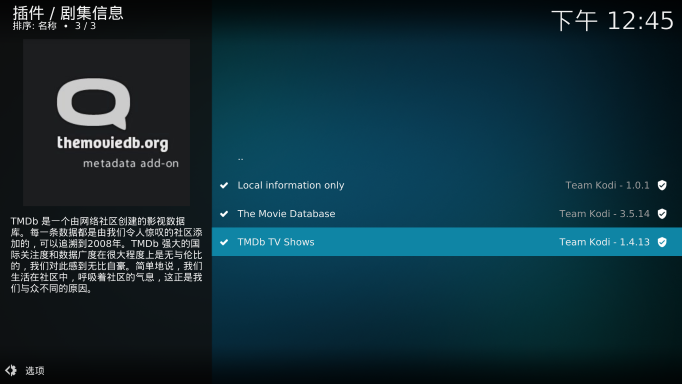 插件 / 剧集信息
排序: 名称 • 3 / 3
下午 12:45
themoviedb.org
metadata add-on
TMDb 是一个由网络社区创建的影视数据
库。每一条数据都是由我们令人惊叹的社区添
加的，可以追溯到2008年。TMDb 强大的国
际关注度和数据广度在很大程度上是无与伦比
的，我们对此感到无比自豪。简单地说，我们
生活在社区中，呼吸着社区的气息，这正是我
们与众不同的原因。
..
Local information only Team Kodi - 1.0.1
The Movie Database Team Kodi - 3.5.14
TMDb TV Shows Team Kodi - 1.4.13
选项